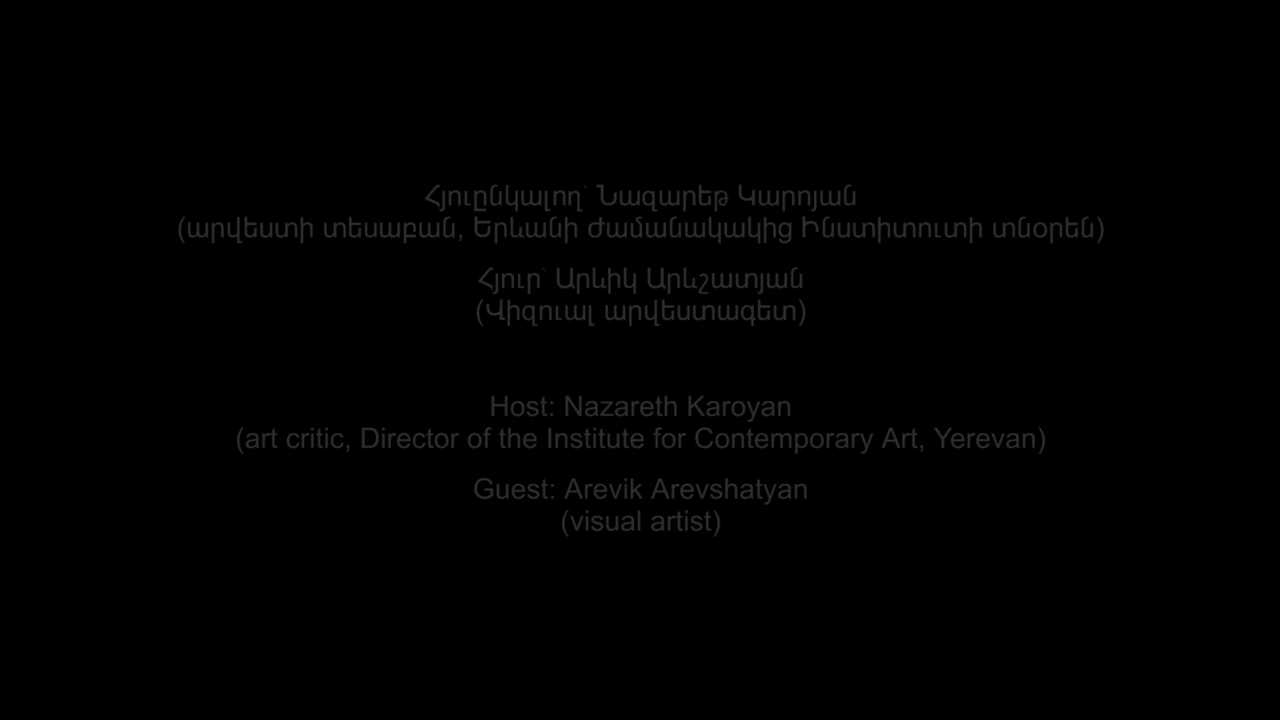 Հյուընկալող՝ Նազարեթ Կարոյան
(արվեստի տեսաբան, Երևանի ժամանակակից Ինստիտուտի տնօրեն)
Հյուր՝ Արևիկ Արևշատյան
(Վիզուալ արվեստագետ)
Host: Nazareth Karoyan
(art critic, Director of the Institute for Contemporary Art, Yerevan)
Guest: Arevik Arevshatyan
(visual artist)